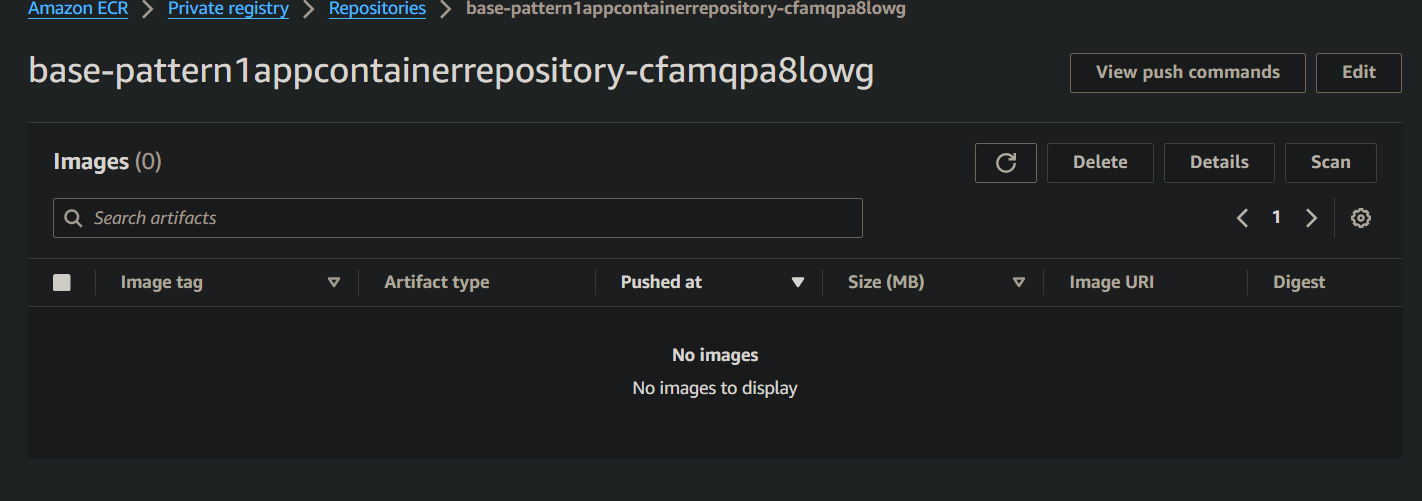 Amazon ECR > Private registry > Repositories > base-pattern1appcontainerrepository-cfamqpa8lowg
base-pattern1appcontainerrepository-cfamqpa8lowg
View push commands
Edit
Images (0)
Delete
Details
Scan
Search artifacts
1
Image tag
Artifact type
Pushed at
Size (MB)
Image URI
Digest
No images
No images to display